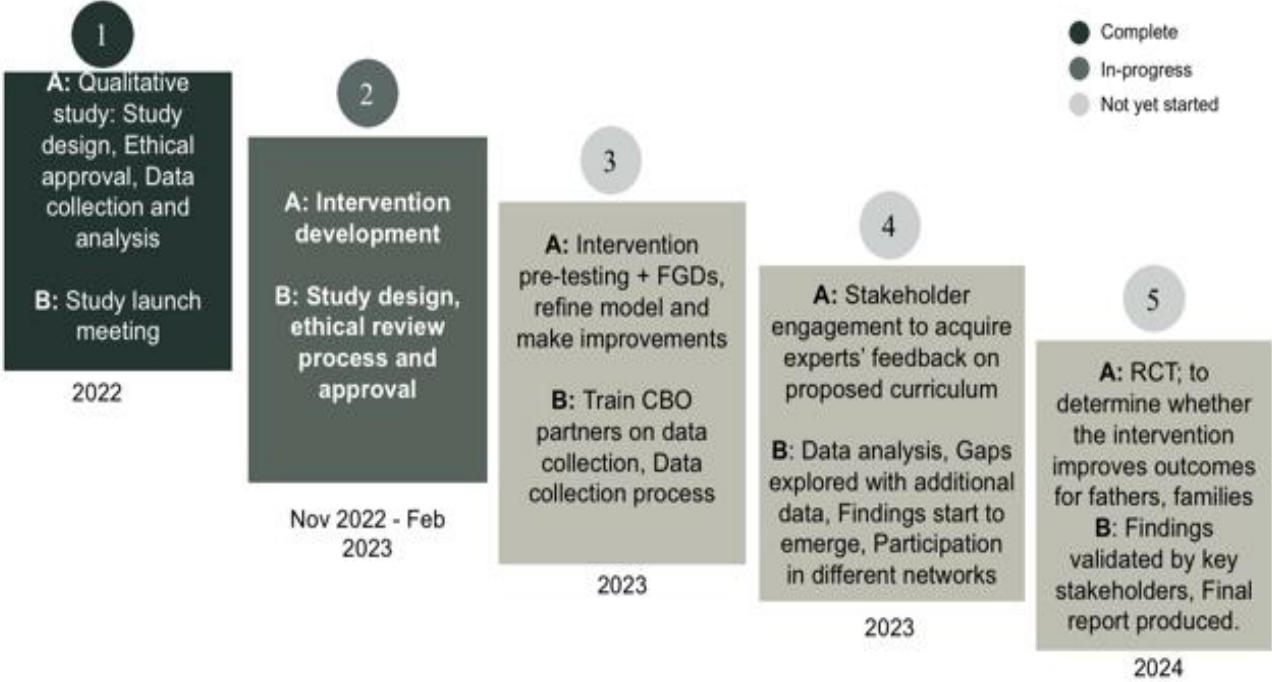 1
A: Qualitative
study: Study
design, Ethical
approval, Data
collection and
analysis
B: Study launch
meeting
2022
2
A: Intervention
development
B: Study design,
ethical review
process and
approval
Nov 2022 - Feb
2023
3
A: Intervention
pre-testing + FGDs,
refine model and
make improvements
B: Train CBO
partners on data
collection, Data
collection process
2023
4
A: Stakeholder
engagement to acquire
experts’ feedback on
proposed curriculum
B: Data analysis, Gaps
explored with additional
data, Findings start to
emerge, Participation
in different networks
2023
5
A: RCT; to
determine whether
the intervention
improves outcomes
for fathers, families
B: Findings
validated by key
stakeholders, Final
report produced.
2024
Complete
In-progress
Not yet started